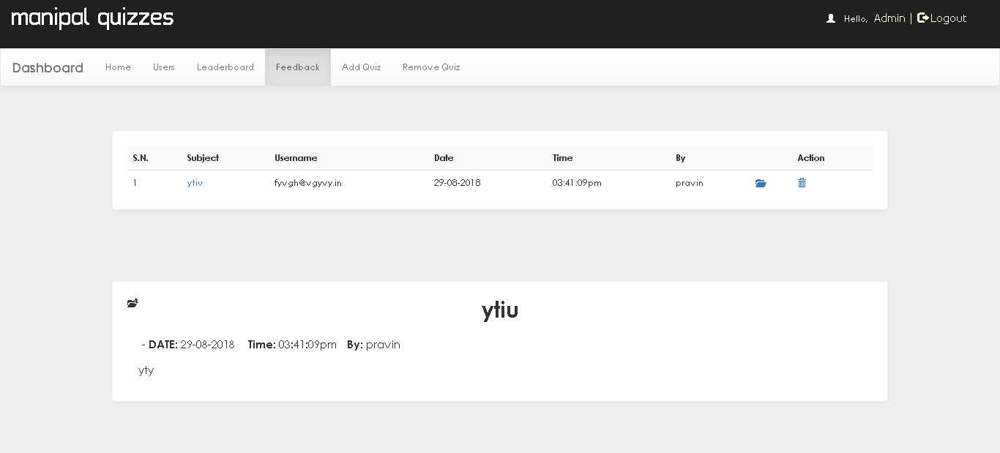 manipal quizzes
Hello, Admin | Logout
Dashboard Home Users Leaderboard Feedback Add Quiz Remove Quiz
S.N. Subject Username Date Time By Action
1 ytiu fyvgh@vgyvy.in 29-08-2018 03:41:09pm pravin
ytiu
- DATE: 29-08-2018 Time: 03:41:09pm By: pravin
yty